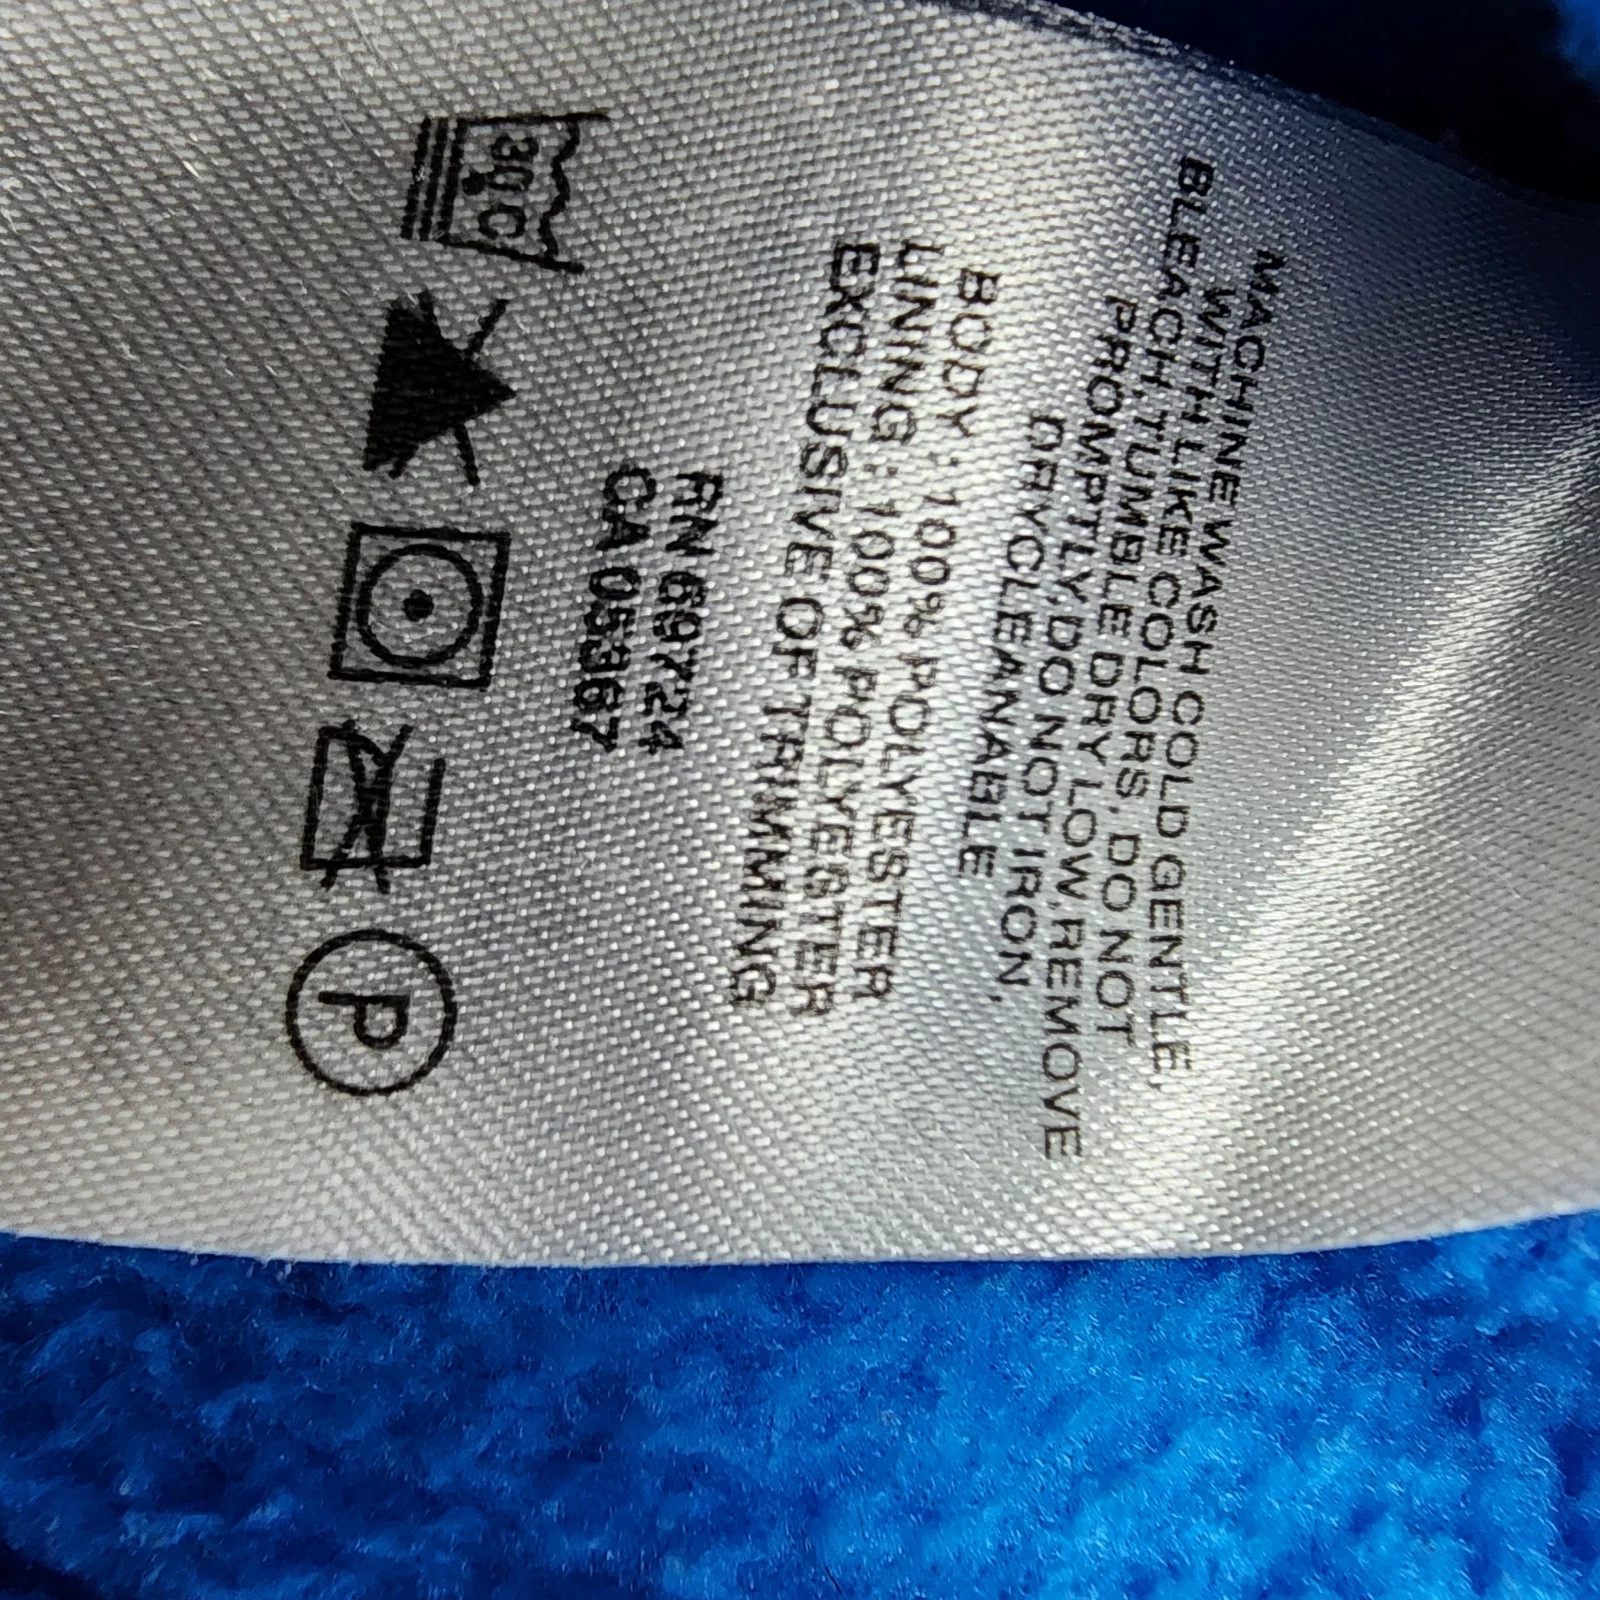 MACHINE WASH COLD GENTLE,
WITH LIKE COLORS, DO NOT
BLEACH, TUMBLE DRY LOW, REMOVE
PROMPTLY, DO NOT IRON,
DRYCLEANABLE
BODY : 100% POLYESTER
LINING : 100% POLYESTER
EXCLUSIVE OF TRIMMING
RN 69724
CA 05367
30°C
P